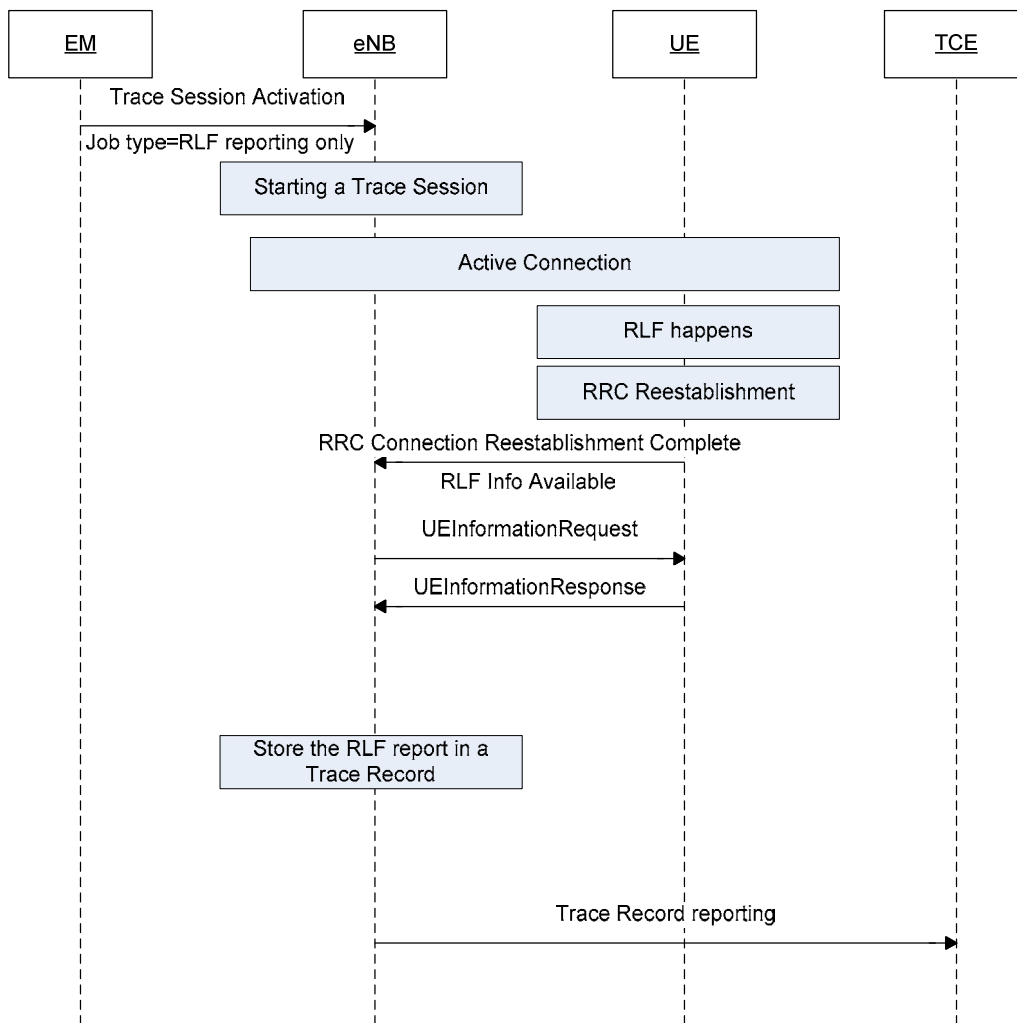 EM
eNB
UE
TCE
Trace Session Activation
Job type=RLF reporting only
Starting a Trace Session
Active Connection
RLF happens
RRC Reestablishment
RRC Connection Reestablishment Complete
RLF Info Available
UEInformationRequest
UEInformationResponse
Store the RLF report in a
Trace Record
Trace Record reporting